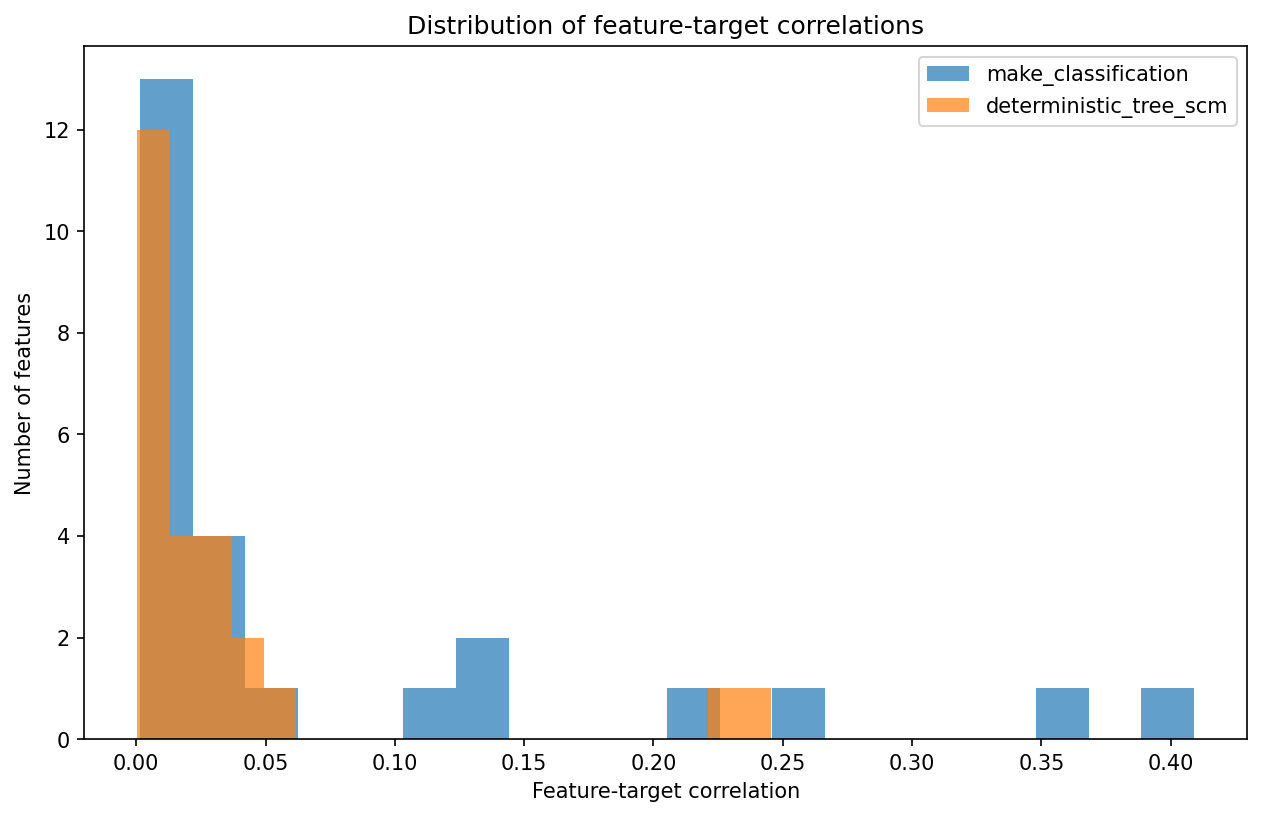 Distribution of feature-target correlations
make_classification
deterministic_tree_scm
Number of features
12
10
8
6
4
2
0
0.00 0.05 0.10 0.15 0.20 0.25 0.30 0.35 0.40
Feature-target correlation